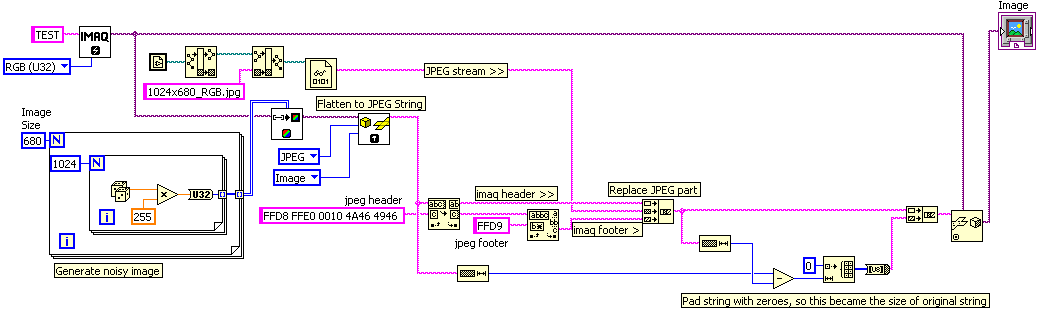 Image
TEST
IMAQ
RGB (U32)
1024x680_RGB.jpg
0101
JPEG stream >>
Flatten to JPEG String
JPEG
Image
Image
Size
680
N
1024
N
255
U32
i
i
Generate noisy image
jpeg header
FFD8 FFE0 0010 4A46 4946
imaq header >>
Replace JPEG part
FFD9
jpeg footer
imaq footer >
0
[U8]
Pad string with zeroes, so this became the size of original string